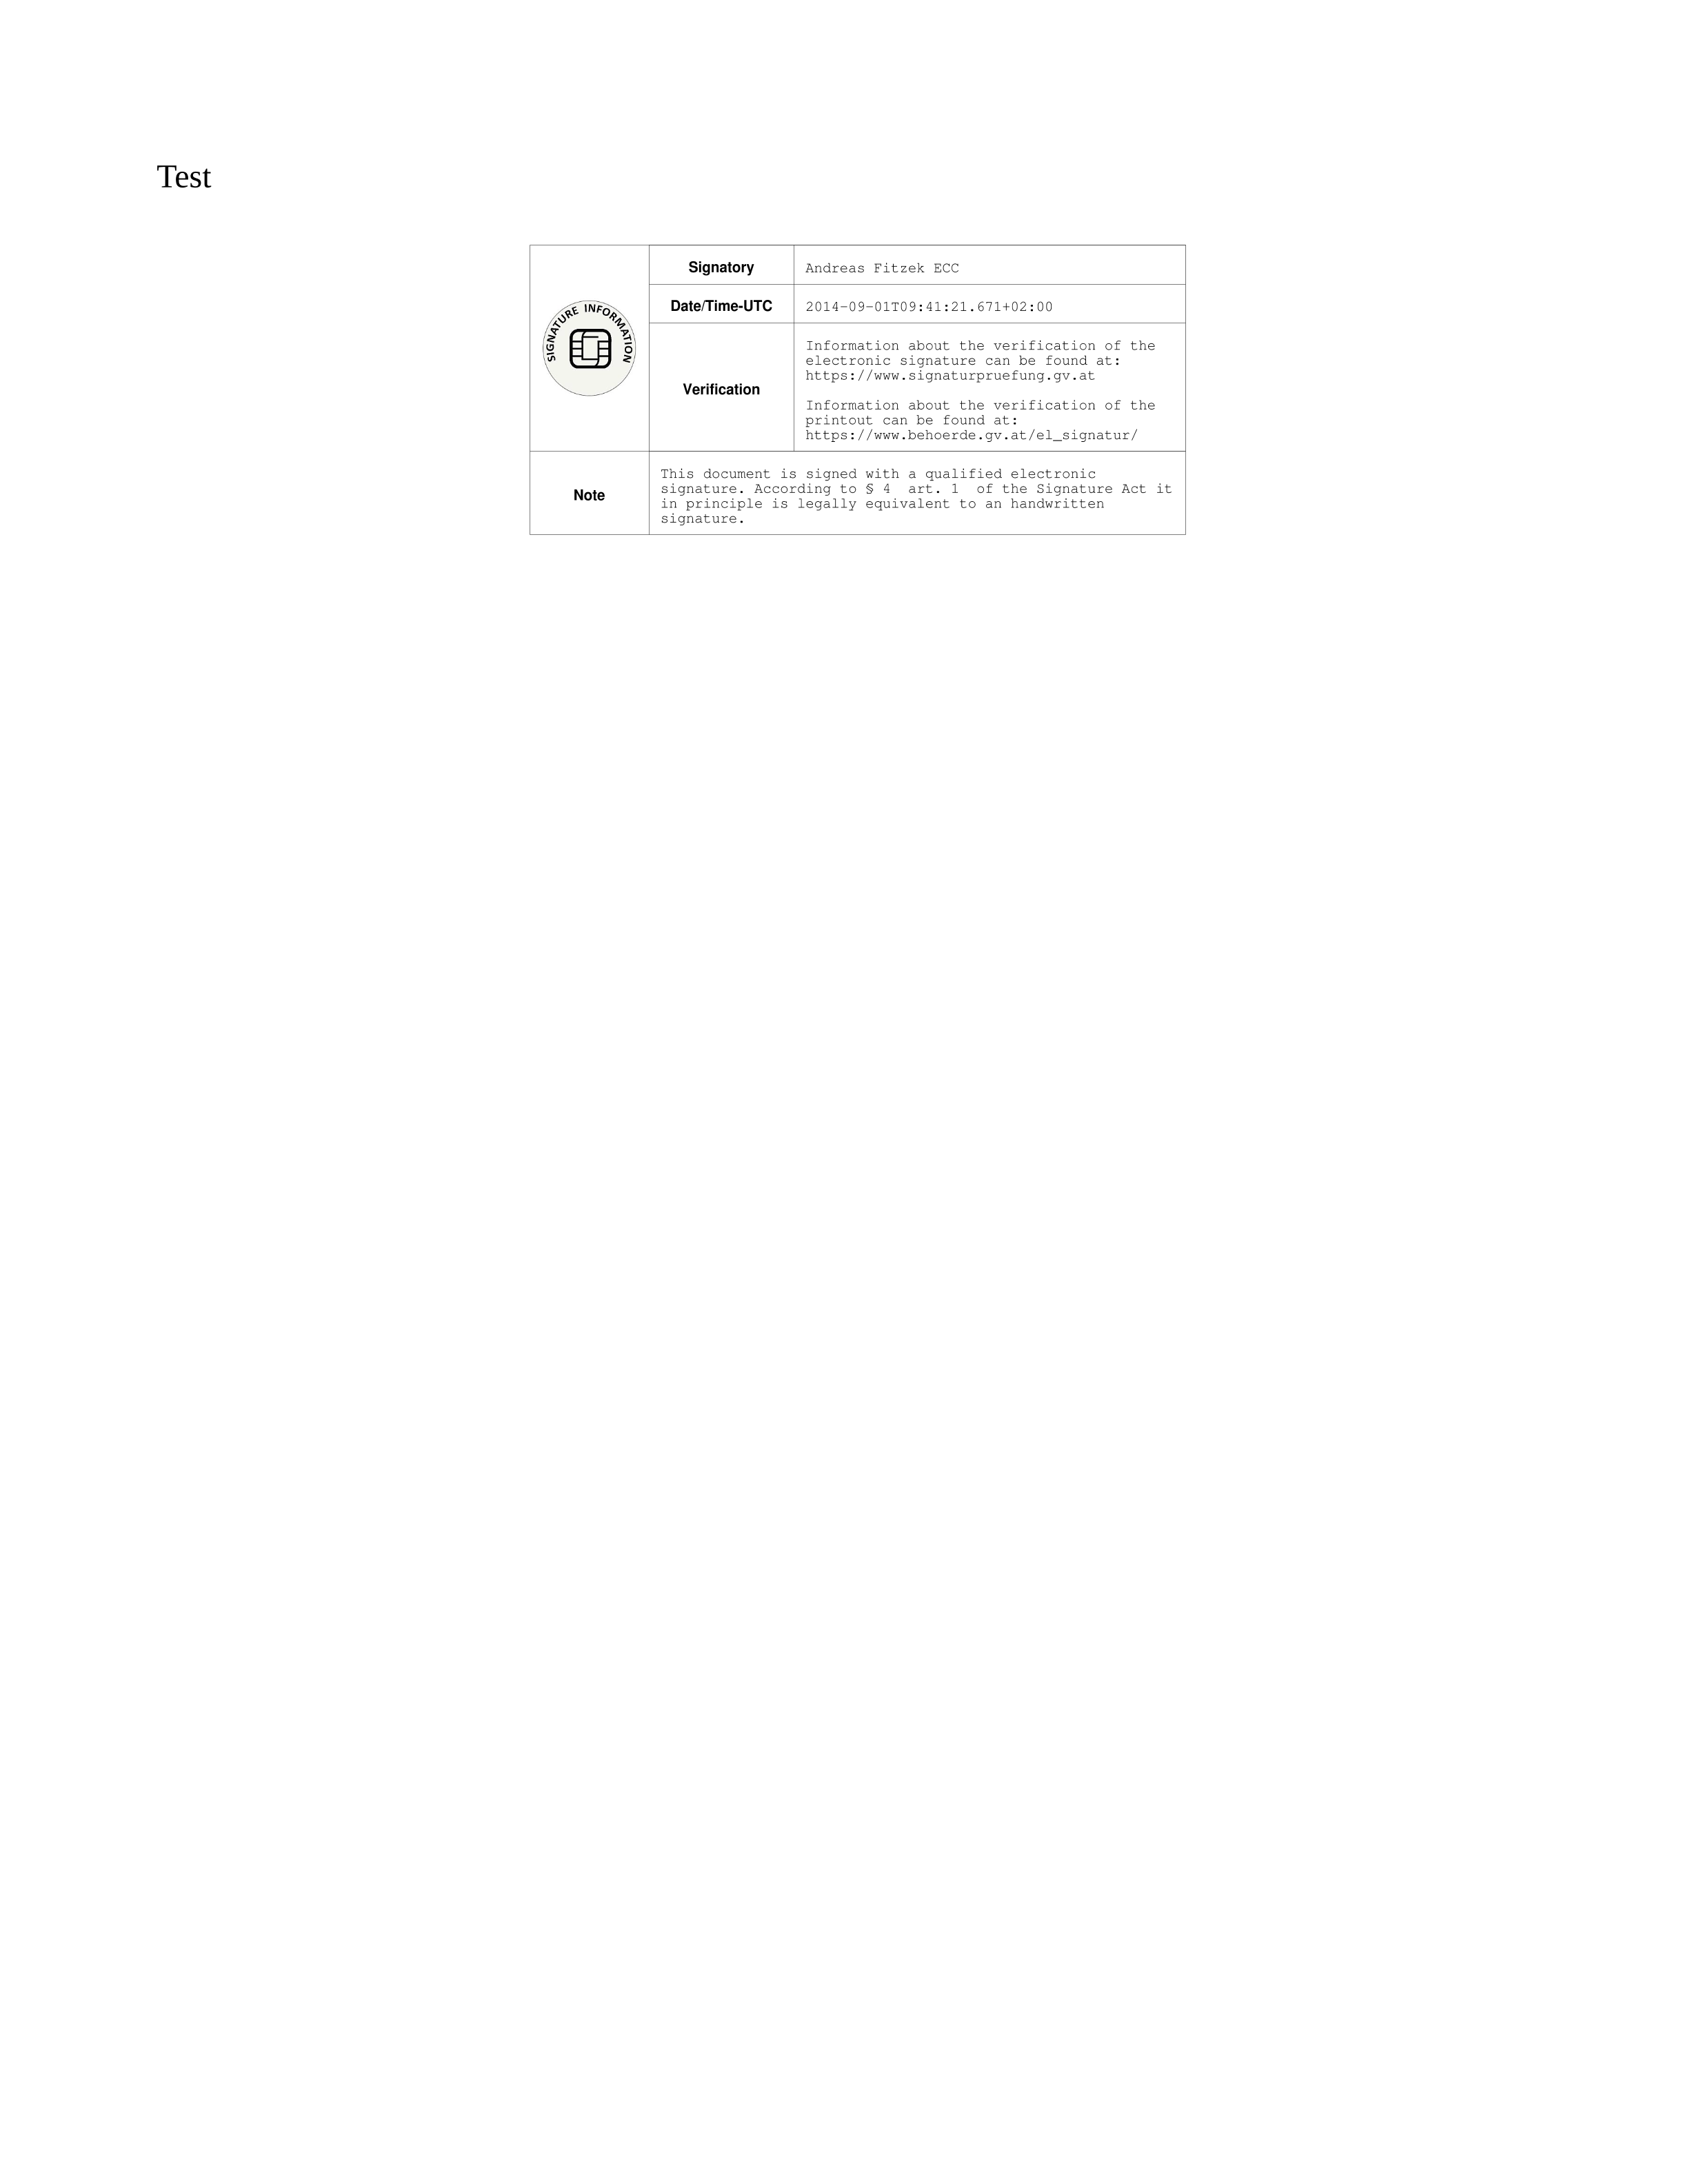 Test
SIGNATURE INFORMATION
Signatory
Andreas Fitzek ECC
Date/Time-UTC
2014-09-01T09:41:21.671+02:00
Verification
Information about the verification of the
electronic signature can be found at:
https://www.signaturpruefung.gv.at
Information about the verification of the
printout can be found at:
https://www.behoerde.gv.at/el_signatur/
Note
This document is signed with a qualified electronic
signature. According to § 4  art. 1  of the Signature Act it
in principle is legally equivalent to an handwritten
signature.